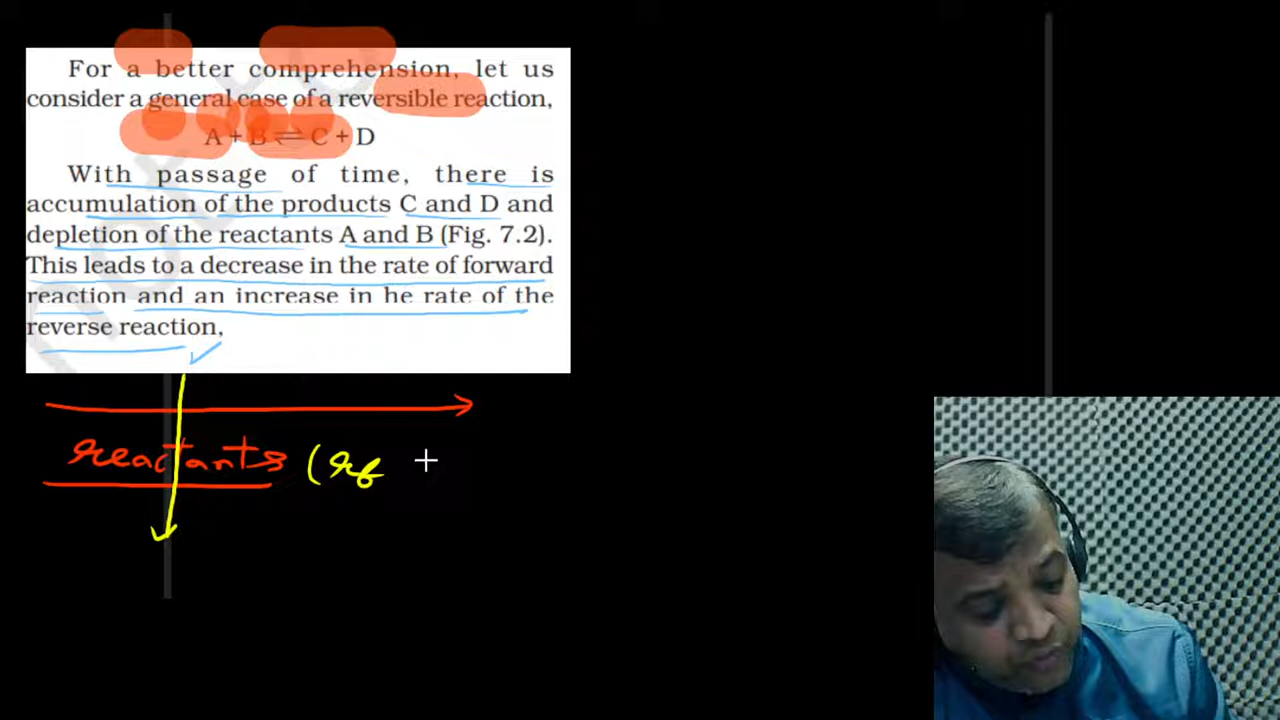 For a better comprehension, let us
consider a general case of a reversible reaction,
A + B ⇌ C + D
With passage of time, there is
accumulation of the products C and D and
depletion of the reactants A and B (Fig. 7.2).
This leads to a decrease in the rate of forward
reaction and an increase in he rate of the
reverse reaction,
reactants (rf